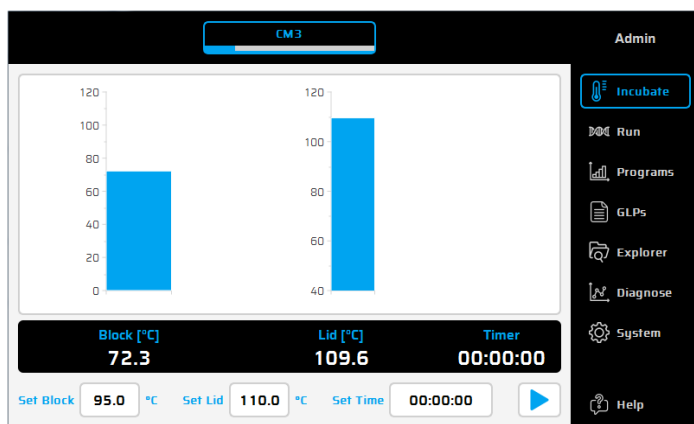 CM3
Admin
120
100
80
60
40
20
0
120
100
80
60
40
Block [°C] Lid [°C] Timer
72.3 109.6 00:00:00
Set Block 95.0 °C Set Lid 110.0 °C Set Time 00:00:00
Incubate
Run
Programs
GLPs
Explorer
Diagnose
System
Help